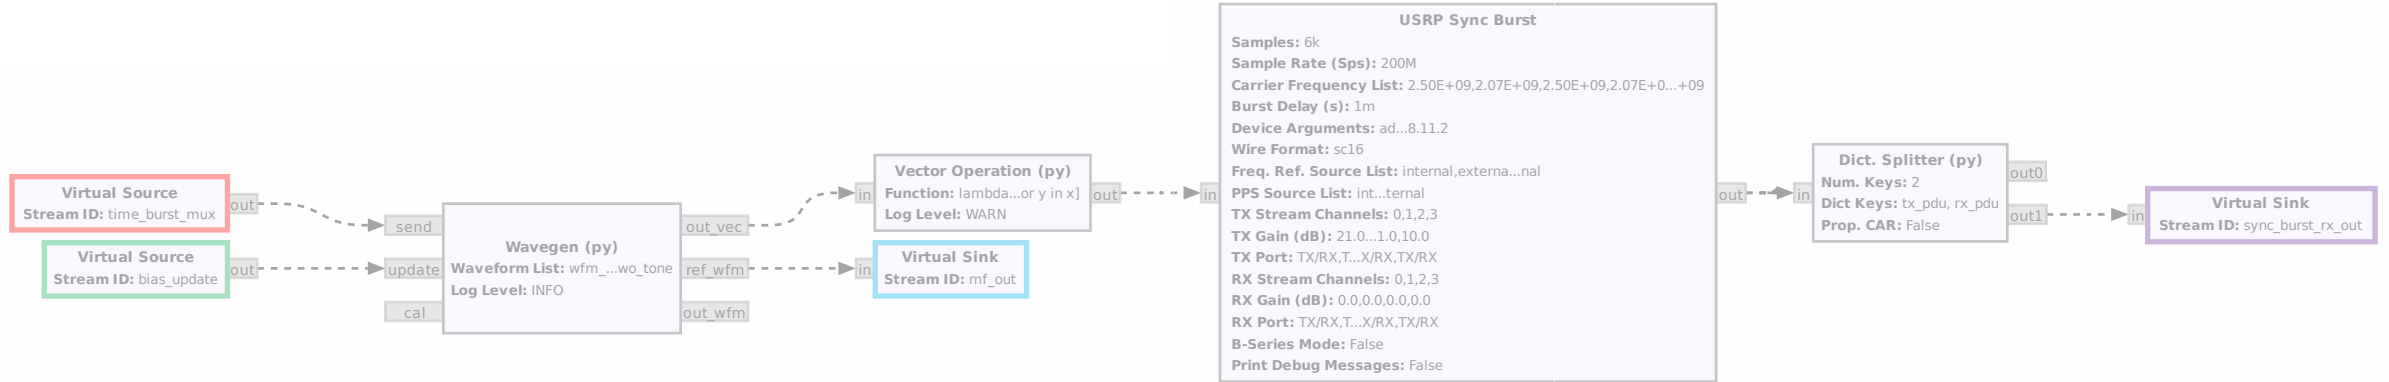 Virtual Source
Stream ID: time_burst_mux
out
Virtual Source
Stream ID: bias_update
out
send
update
cal
Wavegen (py)
Waveform List: wfm_...wo_tone
Log Level: INFO
out_vec
ref_wfm
out_wfm
in
Vector Operation (py)
Function: lambda...or y in x]
Log Level: WARN
out
in
Virtual Sink
Stream ID: mf_out
in
USRP Sync Burst
Samples: 6k
Sample Rate (Sps): 200M
Carrier Frequency List: 2.50E+09,2.07E+09,2.50E+09,2.07E+0...+09
Burst Delay (s): 1m
Device Arguments: ad...8.11.2
Wire Format: sc16
Freq. Ref. Source List: internal,externa...nal
PPS Source List: int...ternal
TX Stream Channels: 0,1,2,3
TX Gain (dB): 21.0...1.0,10.0
TX Port: TX/RX,T...X/RX,TX/RX
RX Stream Channels: 0,1,2,3
RX Gain (dB): 0.0,0.0,0.0,0.0
RX Port: TX/RX,T...X/RX,TX/RX
B-Series Mode: False
Print Debug Messages: False
out
in
Dict. Splitter (py)
Num. Keys: 2
Dict Keys: tx_pdu, rx_pdu
Prop. CAR: False
out0
out1
in
Virtual Sink
Stream ID: sync_burst_rx_out